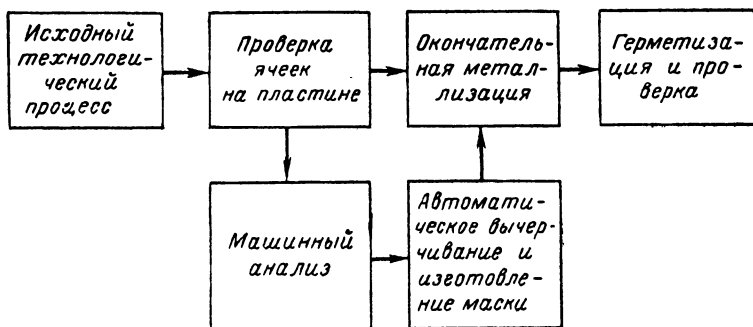 Исходный
технологи-
ческий
процесс
Проверка
ячеек
на пластине
Окончатель-
ная метал-
лизация
Герметиза-
ция и про-
верка
Машинный
анализ
Автомати-
ческое вычер-
чивание и
изготовле-
ние маски